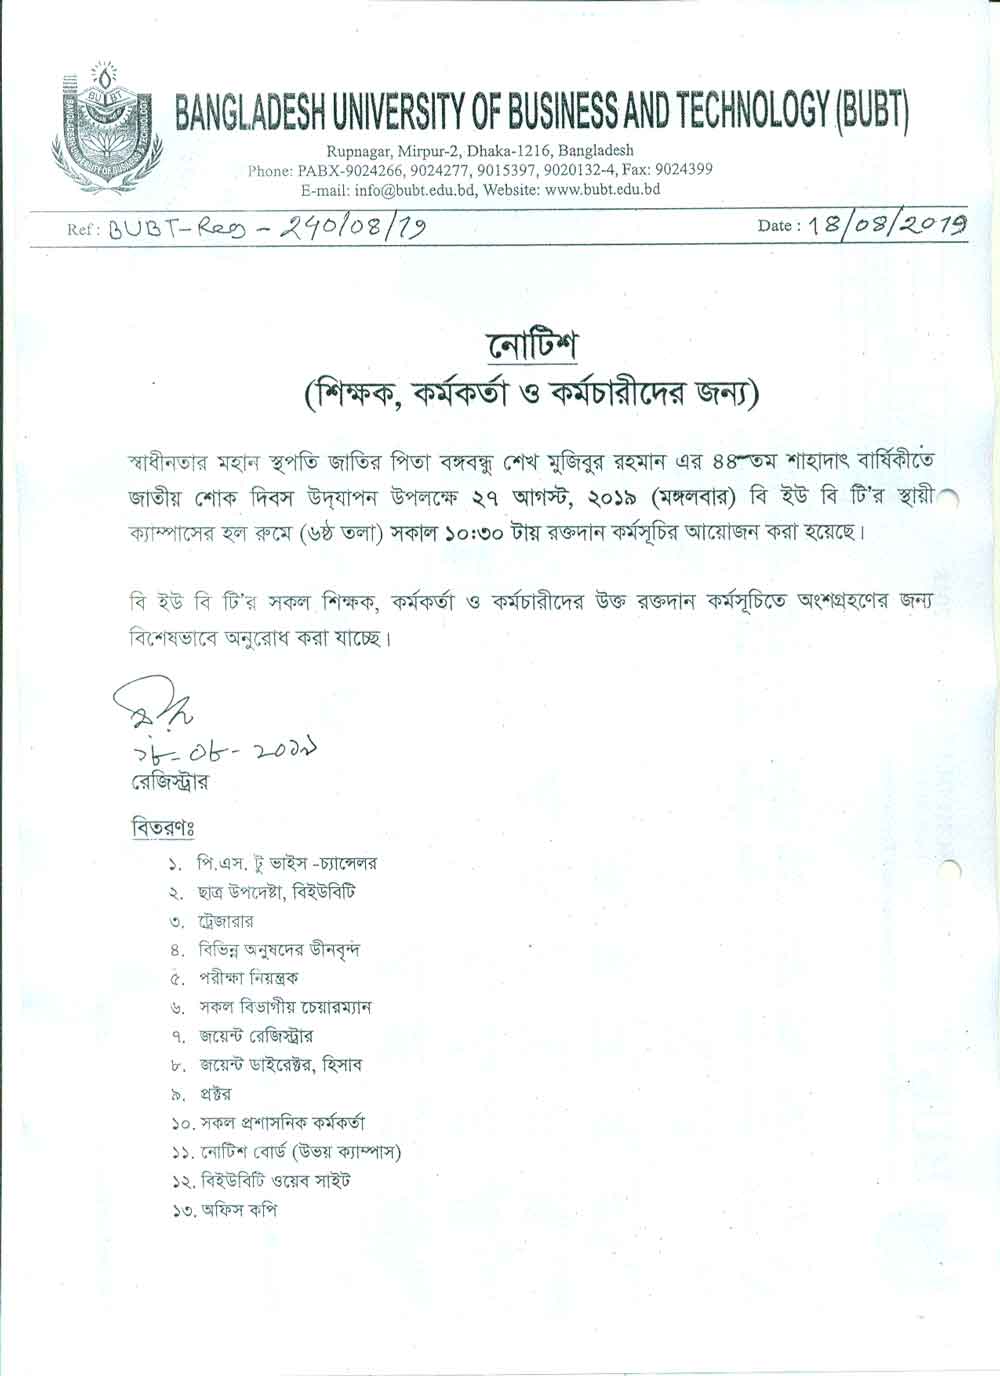 BANGLADESH UNIVERSITY OF BUSINESS AND TECHNOLOGY (BUBT)
Rupnagar, Mirpur-2, Dhaka-1216, Bangladesh
Phone: PABX-9024266, 9024277, 9015397, 9020132-4, Fax: 9024399
E-mail: info@bubt.edu.bd, Website: www.bubt.edu.bd
Ref : BUBT-Reg - 240/08/19 Date : 18/08/2019
নোটিশ
(শিক্ষক, কর্মকর্তা ও কর্মচারীদের জন্য)
স্বাধীনতার মহান স্থপতি জাতির পিতা বঙ্গবন্ধু শেখ মুজিবুর রহমান এর ৪৪-তম শাহাদাৎ বার্ষিকীতে
জাতীয় শোক দিবস উদ্‌যাপন উপলক্ষে ২৭ আগস্ট, ২০১৯ (মঙ্গলবার) বি ইউ বি টি'র স্থায়ী
ক্যাম্পাসের হল রুমে (৬ষ্ঠ তলা) সকাল ১০:৩০ টায় রক্তদান কর্মসূচির আয়োজন করা হয়েছে।
বি ইউ বি টি'র সকল শিক্ষক, কর্মকর্তা ও কর্মচারীদের উক্ত রক্তদান কর্মসূচিতে অংশগ্রহণের জন্য
বিশেষভাবে অনুরোধ করা যাচ্ছে।
১৮-০৮-২০১৯
রেজিস্ট্রার
বিতরণঃ
১. পি.এস. টু ভাইস -চ্যান্সেলর
২. ছাত্র উপদেষ্টা, বিইউবিটি
৩. ট্রেজারার
৪. বিভিন্ন অনুষদের ডীনবৃন্দ
৫. পরীক্ষা নিয়ন্ত্রক
৬. সকল বিভাগীয় চেয়ারম্যান
৭. জয়েন্ট রেজিস্ট্রার
৮. জয়েন্ট ডাইরেক্টর, হিসাব
৯. প্রক্টর
১০. সকল প্রশাসনিক কর্মকর্তা
১১. নোটিশ বোর্ড (উভয় ক্যাম্পাস)
১২. বিইউবিটি ওয়েব সাইট
১৩. অফিস কপি